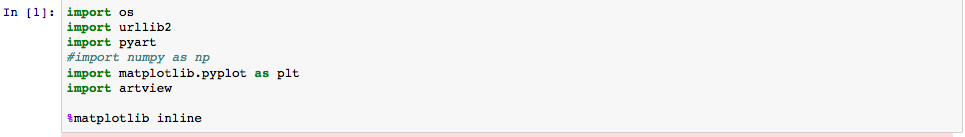 In [1]: import os
import urllib2
import pyart
#import numpy as np
import matplotlib.pyplot as plt
import artview
%matplotlib inline